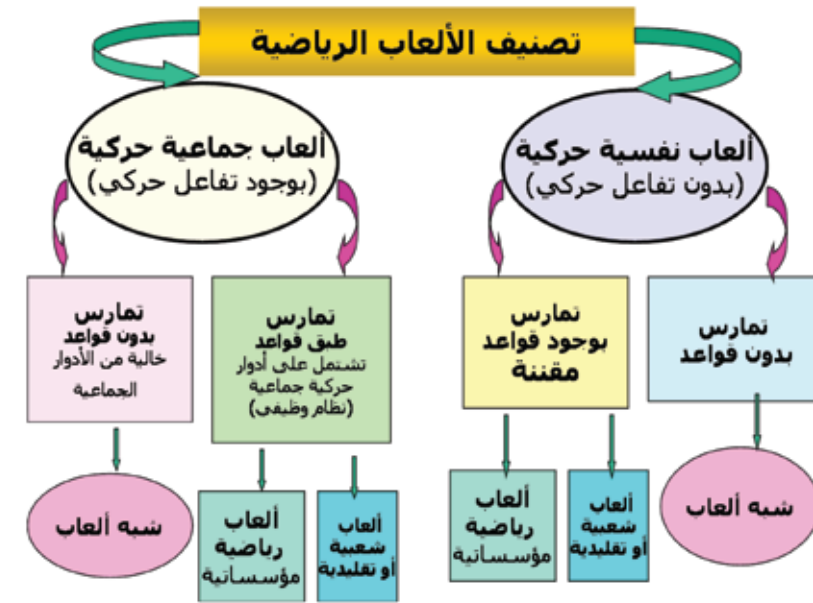 تصنيف الألعاب الرياضية
ألعاب نفسية حركية
(بدون تفاعل حركي)
ألعاب جماعية حركية
(بوجود تفاعل حركي)
تمارس
بدون قواعد
تمارس
بوجود قواعد
مقننة
تمارس
طبق قواعد
تشتمل على أدوار
حركية جماعية
(نظام وظيفي)
تمارس
بدون قواعد
خالية من الأدوار
الجماعية
شبه ألعاب
ألعاب
شعبية
أو تقليدية
ألعاب
رياضية
مؤسساتية
ألعاب
شعبية
أو تقليدية
ألعاب
رياضية
مؤسساتية
شبه ألعاب